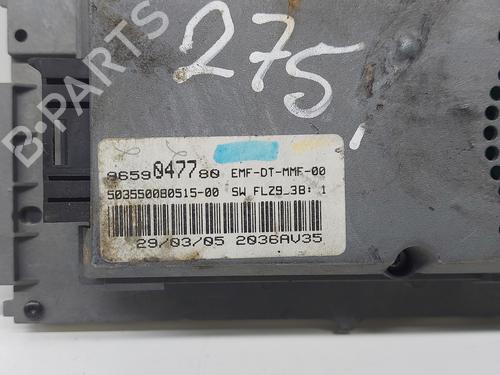 B-PARTS
275,
9659047780 EMF-DT-MMF-00
503550080515-00 SW FLZ9_3B: 1
29/03/05 2036AV35